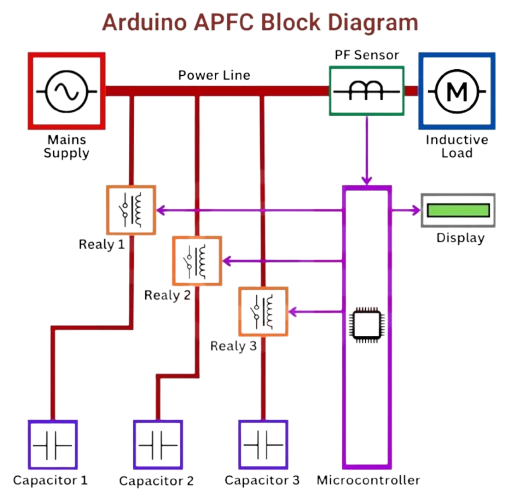 Arduino APFC Block Diagram
PF Sensor
Power Line
M
Mains
Supply
Inductive
Load
Realy 1
Display
Realy 2
Realy 3
Capacitor 1
Capacitor 2
Capacitor 3
Microcontroller